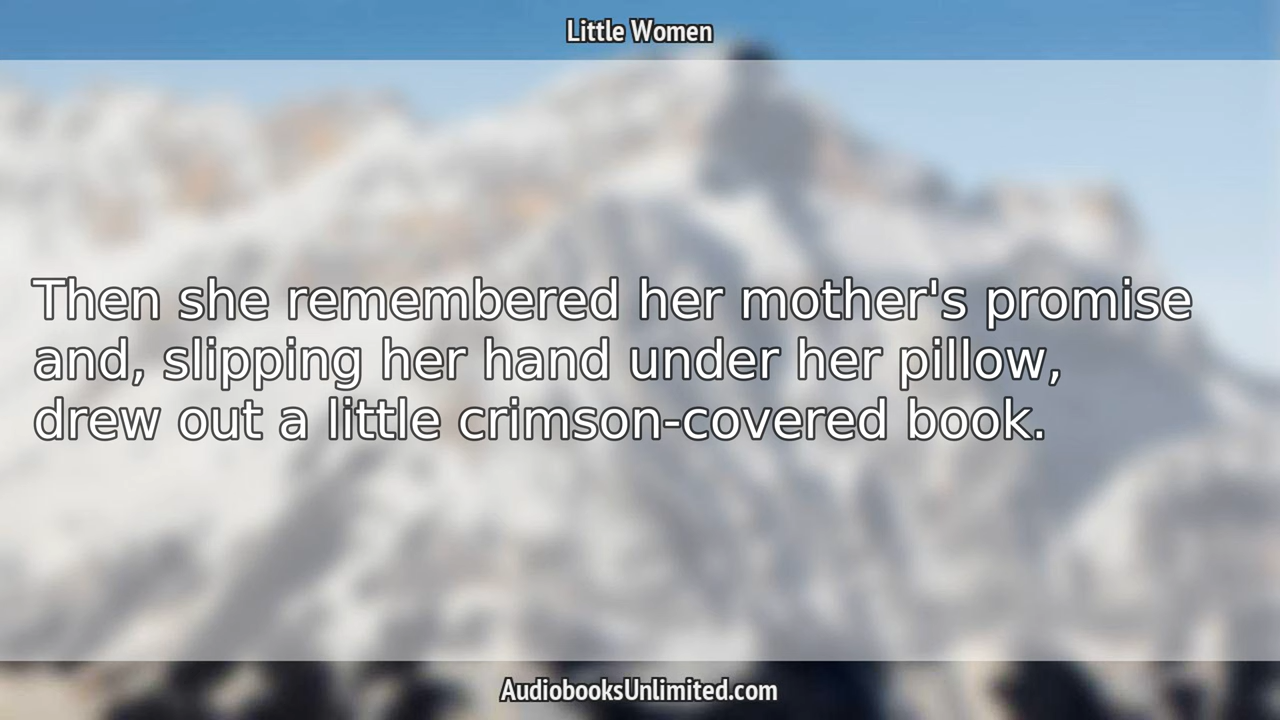 Little Women
Then she remembered her mother's promise
and, slipping her hand under her pillow,
drew out a little crimson-covered book.
AudiobooksUnlimited.com